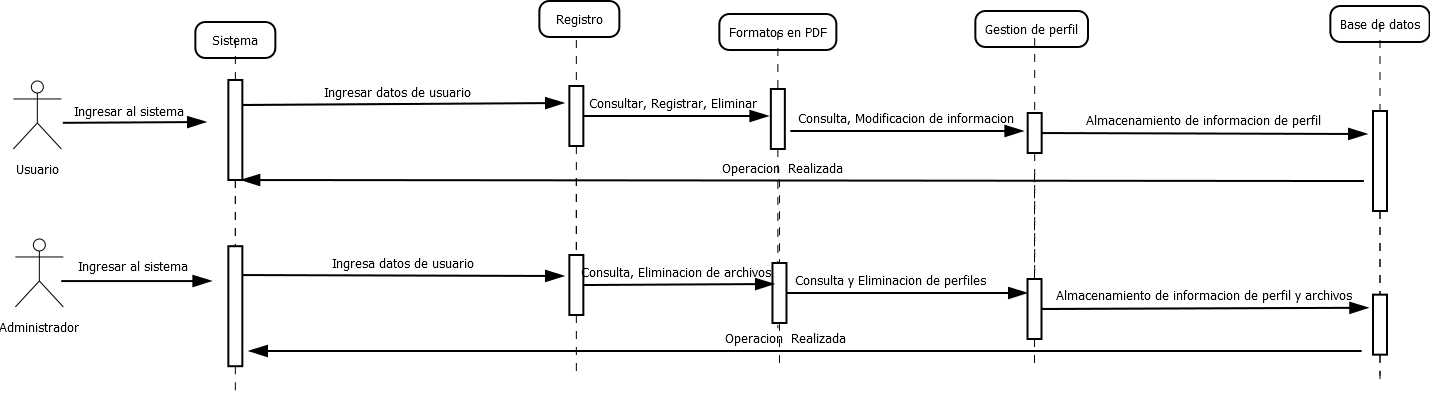 Registro
Sistema
Formatos en PDF
Gestion de perfil
Base de datos
Ingresar al sistema
Ingresar datos de usuario
Consultar, Registrar, Eliminar
Consulta, Modificacion de informacion
Almacenamiento de informacion de perfil
Usuario
Operacion Realizada
Ingresar al sistema
Ingresa datos de usuario
Consulta, Eliminacion de archivos
Consulta y Eliminacion de perfiles
Almacenamiento de informacion de perfil y archivos
Administrador
Operacion Realizada